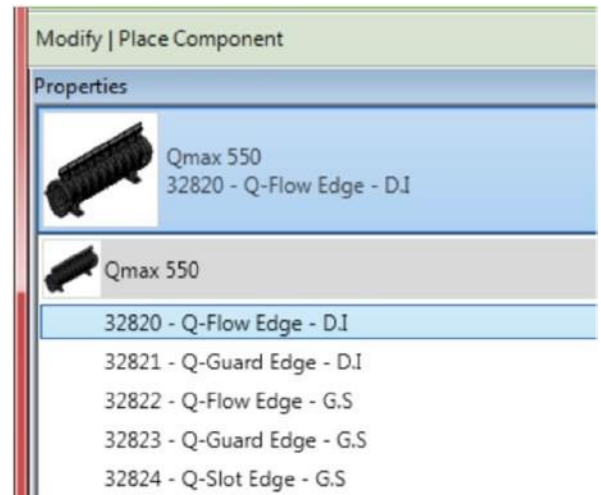 Modify | Place Component
Properties
Qmax 550
32820 - Q-Flow Edge - D.I
Qmax 550
32820 - Q-Flow Edge - D.I
32821 - Q-Guard Edge - D.I
32822 - Q-Flow Edge - G.S
32823 - Q-Guard Edge - G.S
32824 - Q-Slot Edge - G.S